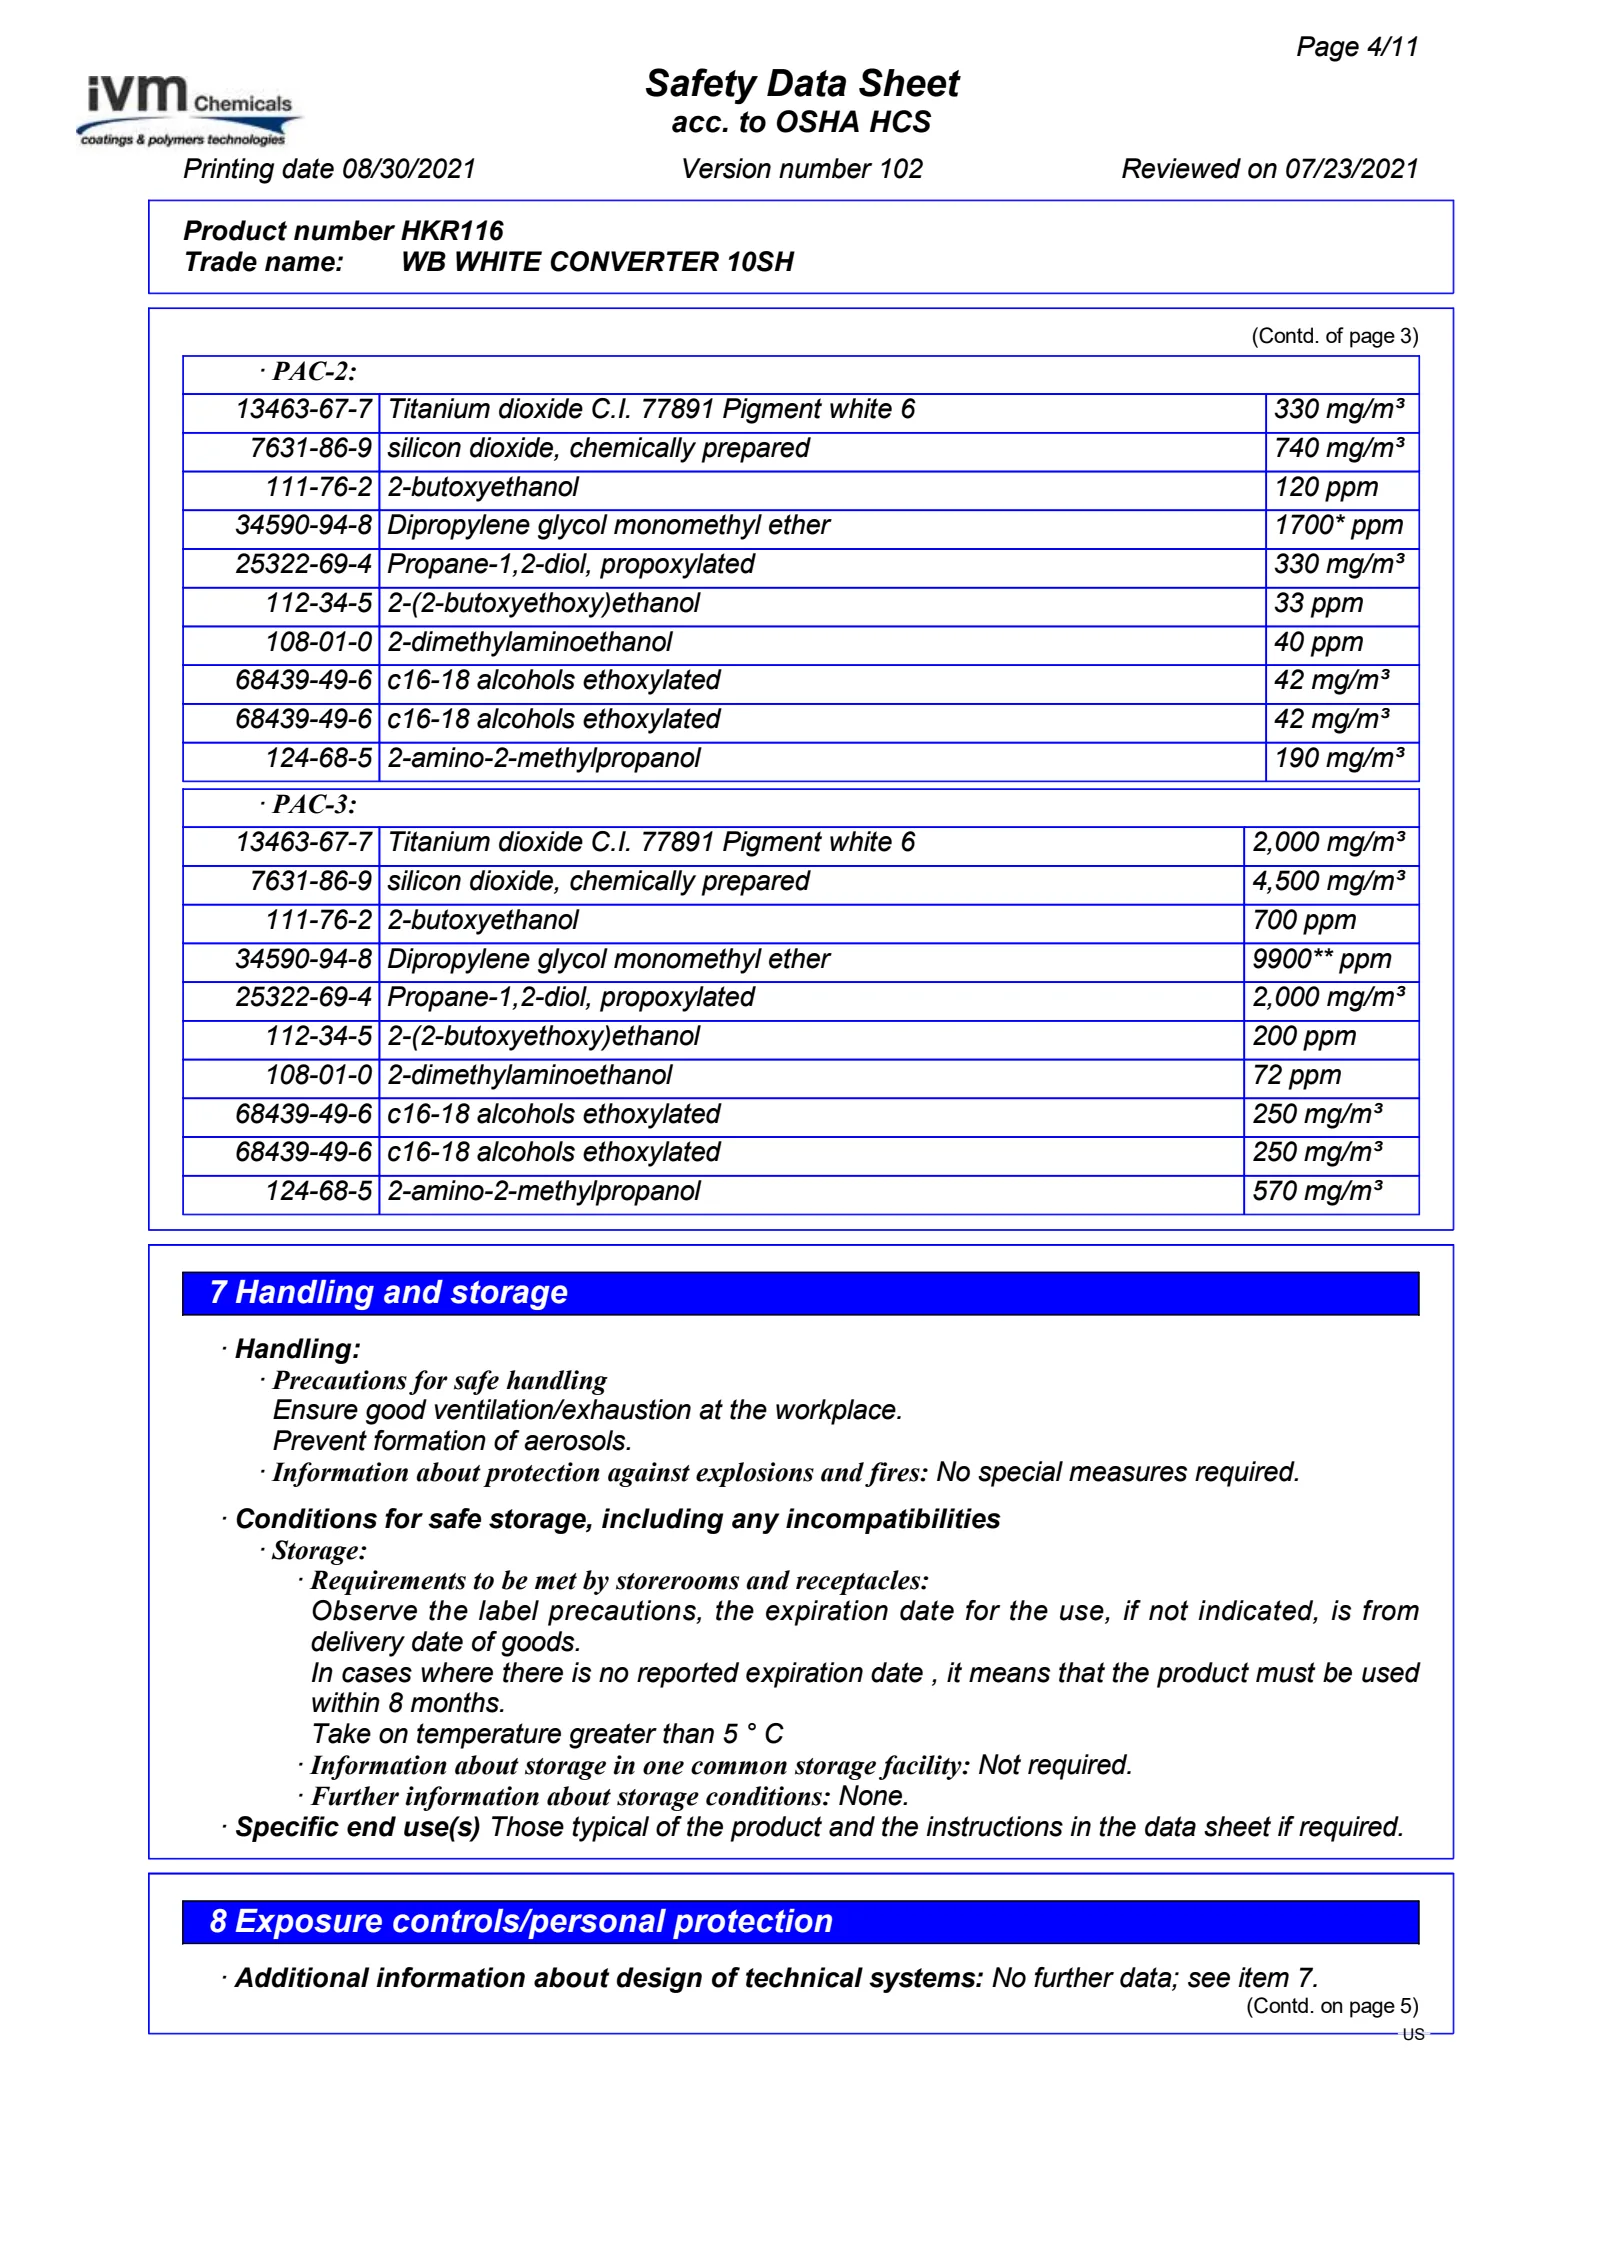 Page 4/11
ivm Chemicals
coatings & polymers technologies
Safety Data Sheet
acc. to OSHA HCS
Printing date 08/30/2021 Version number 102 Reviewed on 07/23/2021
Product number HKR116
Trade name: WB WHITE CONVERTER 10SH
(Contd. of page 3)
· PAC-2:
13463-67-7 Titanium dioxide C.I. 77891 Pigment white 6 330 mg/m³
7631-86-9 silicon dioxide, chemically prepared 740 mg/m³
111-76-2 2-butoxyethanol 120 ppm
34590-94-8 Dipropylene glycol monomethyl ether 1700* ppm
25322-69-4 Propane-1,2-diol, propoxylated 330 mg/m³
112-34-5 2-(2-butoxyethoxy)ethanol 33 ppm
108-01-0 2-dimethylaminoethanol 40 ppm
68439-49-6 c16-18 alcohols ethoxylated 42 mg/m³
68439-49-6 c16-18 alcohols ethoxylated 42 mg/m³
124-68-5 2-amino-2-methylpropanol 190 mg/m³
· PAC-3:
13463-67-7 Titanium dioxide C.I. 77891 Pigment white 6 2,000 mg/m³
7631-86-9 silicon dioxide, chemically prepared 4,500 mg/m³
111-76-2 2-butoxyethanol 700 ppm
34590-94-8 Dipropylene glycol monomethyl ether 9900** ppm
25322-69-4 Propane-1,2-diol, propoxylated 2,000 mg/m³
112-34-5 2-(2-butoxyethoxy)ethanol 200 ppm
108-01-0 2-dimethylaminoethanol 72 ppm
68439-49-6 c16-18 alcohols ethoxylated 250 mg/m³
68439-49-6 c16-18 alcohols ethoxylated 250 mg/m³
124-68-5 2-amino-2-methylpropanol 570 mg/m³
7 Handling and storage
· Handling:
· Precautions for safe handling
Ensure good ventilation/exhaustion at the workplace.
Prevent formation of aerosols.
· Information about protection against explosions and fires: No special measures required.
· Conditions for safe storage, including any incompatibilities
· Storage:
· Requirements to be met by storerooms and receptacles:
Observe the label precautions, the expiration date for the use, if not indicated, is from
delivery date of goods.
In cases where there is no reported expiration date , it means that the product must be used
within 8 months.
Take on temperature greater than 5 ° C
· Information about storage in one common storage facility: Not required.
· Further information about storage conditions: None.
· Specific end use(s) Those typical of the product and the instructions in the data sheet if required.
8 Exposure controls/personal protection
· Additional information about design of technical systems: No further data; see item 7.
(Contd. on page 5)
US